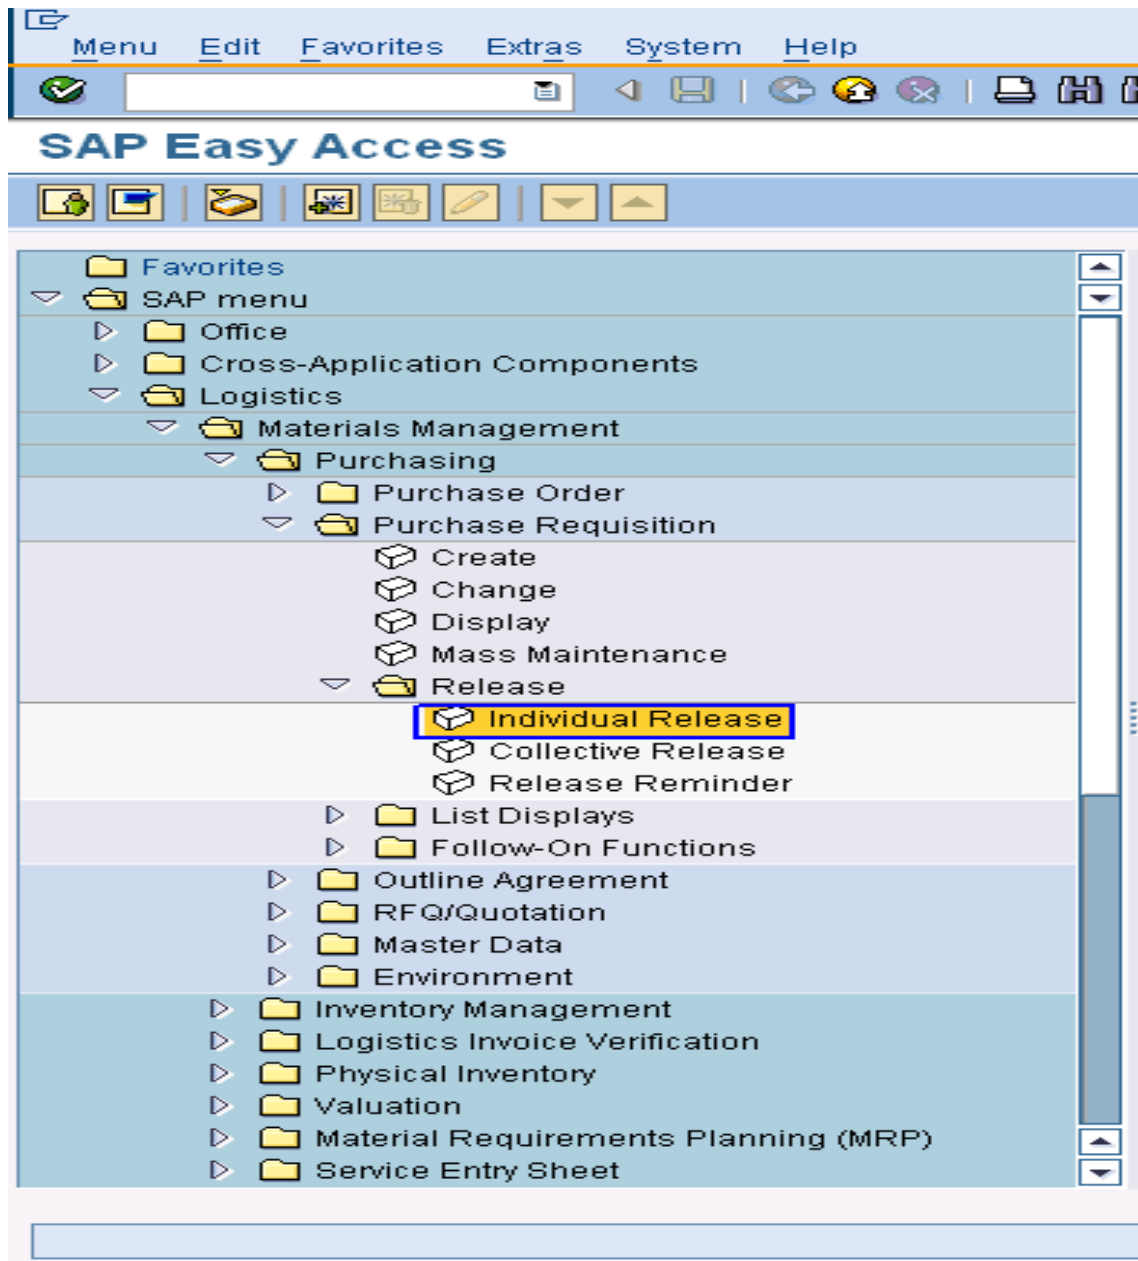 Menu Edit Favorites Extras System Help
SAP Easy Access
Favorites
SAP menu
Office
Cross-Application Components
Logistics
Materials Management
Purchasing
Purchase Order
Purchase Requisition
Create
Change
Display
Mass Maintenance
Release
Individual Release
Collective Release
Release Reminder
List Displays
Follow-On Functions
Outline Agreement
RFQ/Quotation
Master Data
Environment
Inventory Management
Logistics Invoice Verification
Physical Inventory
Valuation
Material Requirements Planning (MRP)
Service Entry Sheet